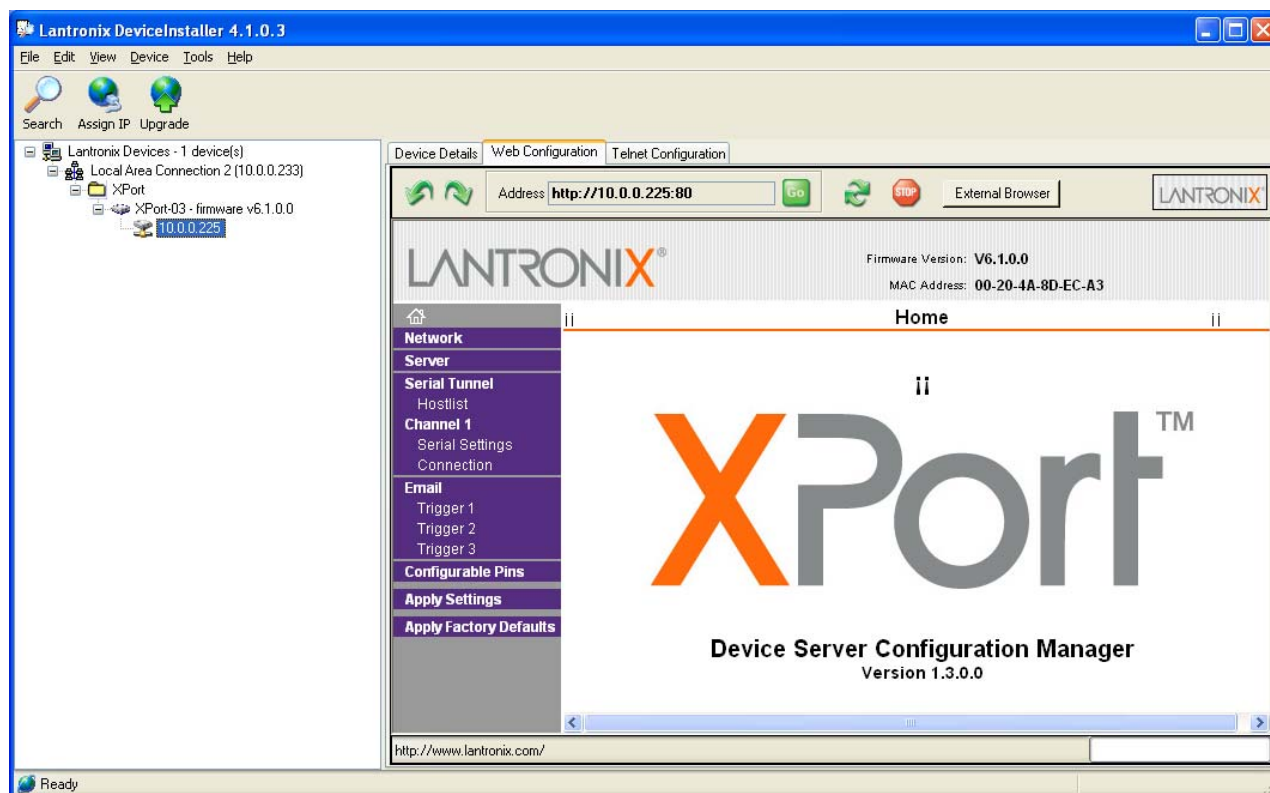 Lantronix DeviceInstaller 4.1.0.3
File Edit View Device Tools Help
Search Assign IP Upgrade
Lantronix Devices - 1 device(s)
Local Area Connection 2 (10.0.0.233)
XPort
XPort-03 - firmware v6.1.0.0
10.0.0.225
Device Details Web Configuration Telnet Configuration
Address http://10.0.0.225:80 Go STOP External Browser LANTRONIX
LANTRONIX®
Firmware Version: V6.1.0.0
MAC Address: 00-20-4A-8D-EC-A3
¡¡ Home ¡¡
Network
Server
Serial Tunnel
Hostlist
Channel 1
Serial Settings
Connection
Email
Trigger 1
Trigger 2
Trigger 3
Configurable Pins
Apply Settings
Apply Factory Defaults
¡¡
XPort™
Device Server Configuration Manager
Version 1.3.0.0
http://www.lantronix.com/
Ready